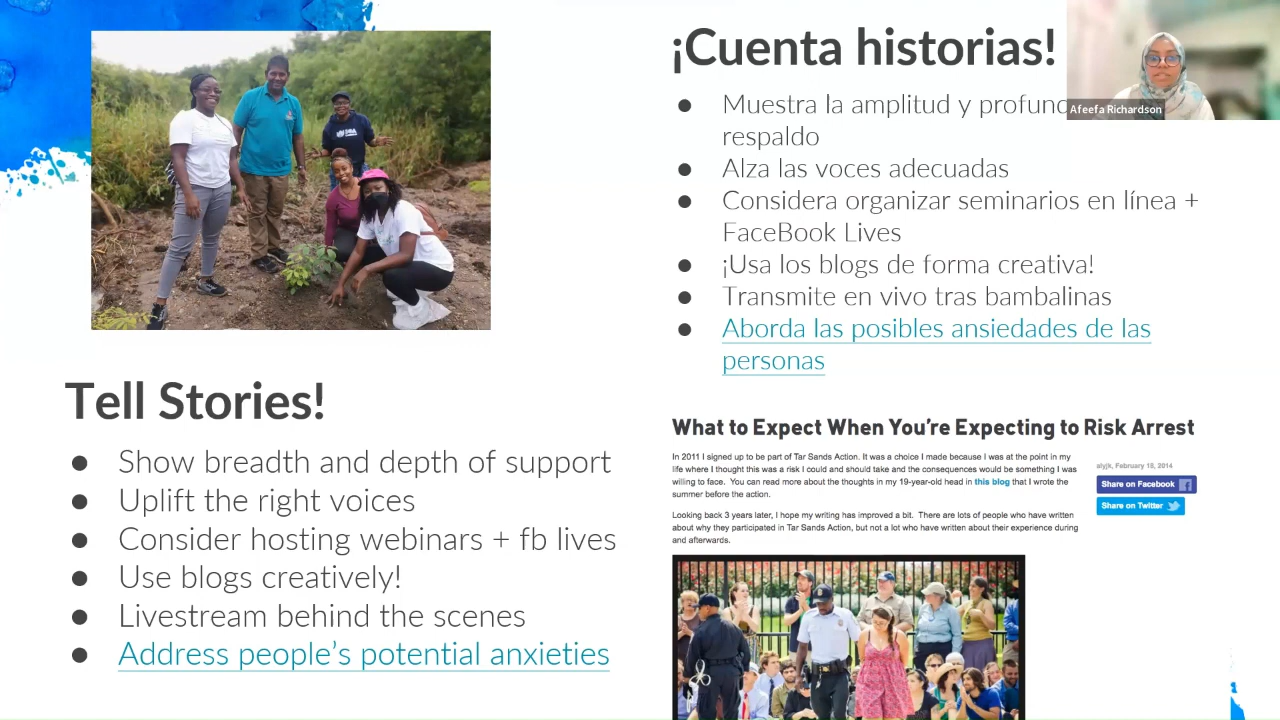 ¡Cuenta historias!
● Muestra la amplitud y
respaldo
● Alza las voces adecuadas
● Considera organizar seminarios en línea +
FaceBook Lives
● ¡Usa los blogs de forma creativa!
● Transmite en vivo tras bambalinas
● Aborda las posibles ansiedades de las
personas
Afeefa Richardson
Tell Stories!
● Show breadth and depth of support
● Uplift the right voices
● Consider hosting webinars + fb lives
● Use blogs creatively!
● Livestream behind the scenes
● Address people's potential anxieties
What to Expect When You're Expecting to Risk Arrest
In 2011 I signed up to be part of Tar Sands Action. It was a choice I made because I was at the point in my
life where I thought this was a risk I could and should take and the consequences would be something I was
willing to face. You can read more about the thoughts in my 19-year-old head in this blog that I wrote the
summer before the action.
Looking back 3 years later, I hope my writing has improved a bit. There are lots of people who have written
about why they participated in Tar Sands Action, but not a lot who have written about their experience during
and afterwards.
alyjk, February 18, 2014
Share on Facebook
Share on Twitter